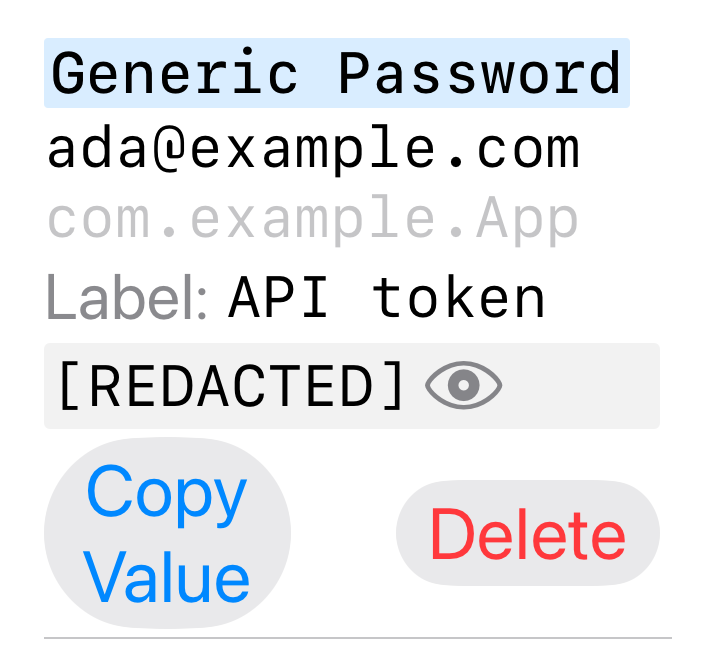 Generic Password
ada@example.com
com.example.App
Label: API token
[REDACTED]
Copy
Value
Delete